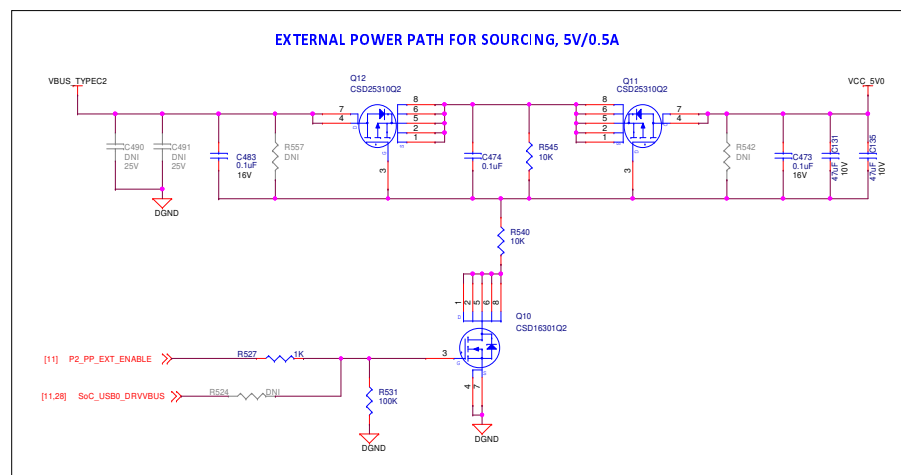 EXTERNAL POWER PATH FOR SOURCING, 5V/0.5A
VBUS_TYPEC2
Q12
CSD25310Q2
Q11
CSD25310Q2
VCC_5V0
7
4
8
6
5
2
1
3
D
S
G
8
6
5
2
1
7
4
3
S
D
G
C490
DNI
25V
C491
DNI
25V
C483
0.1uF
16V
R557
DNI
C474
0.1uF
R545
10K
R542
DNI
C473
0.1uF
16V
C131
47uF
10V
C135
47uF
10V
DGND
R540
10K
1
2
5
6
8
D
Q10
CSD16301Q2
3
G
S
4
7
DGND
[11] P2_PP_EXT_ENABLE
R527
1K
[11,28] SoC_USB0_DRVVBUS
R524
DNI
R531
100K
DGND